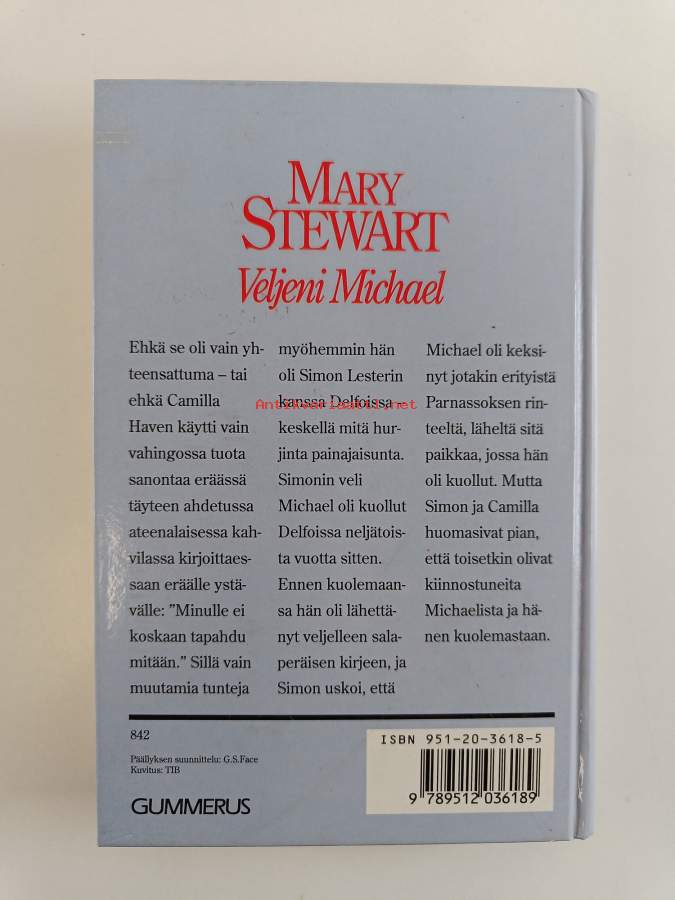 MARY
STEWART
Veljeni Michael
Ehkä se oli vain yh-
teensattuma – tai
ehkä Camilla
Haven käytti vain
vahingossa tuota
sanontaa eräässä
täyteen ahdetussa
ateenalaisessa kah-
vilassa kirjoittaes-
saan eräälle ystä-
välle: ”Minulle ei
koskaan tapahdu
mitään.” Sillä vain
muutamia tunteja
myöhemmin hän
oli Simon Lesterin
kanssa Delfoissa –
keskellä mitä hur-
jinta painajaisunta.
Simonin veli
Michael oli kuollut
Delfoissa neljätois-
ta vuotta sitten.
Ennen kuolemaan-
sa hän oli lähettä-
nyt veljelleen sala-
peräisen kirjeen, ja
Simon uskoi, että
Michael oli keksi-
nyt jotakin erityistä
Parnassoksen rin-
teeltä, läheltä sitä
paikkaa, jossa hän
oli kuollut. Mutta
Simon ja Camilla
huomasivat pian,
että toisetkin olivat
kiinnostuneita
Michaelista ja hä-
nen kuolemastaan.
Antikvariaatti.net
842
Päällyksen suunnittelu: G.S.Face
Kuvitus: TIB
GUMMERUS
ISBN 951-20-3618-5
9 789512 036189